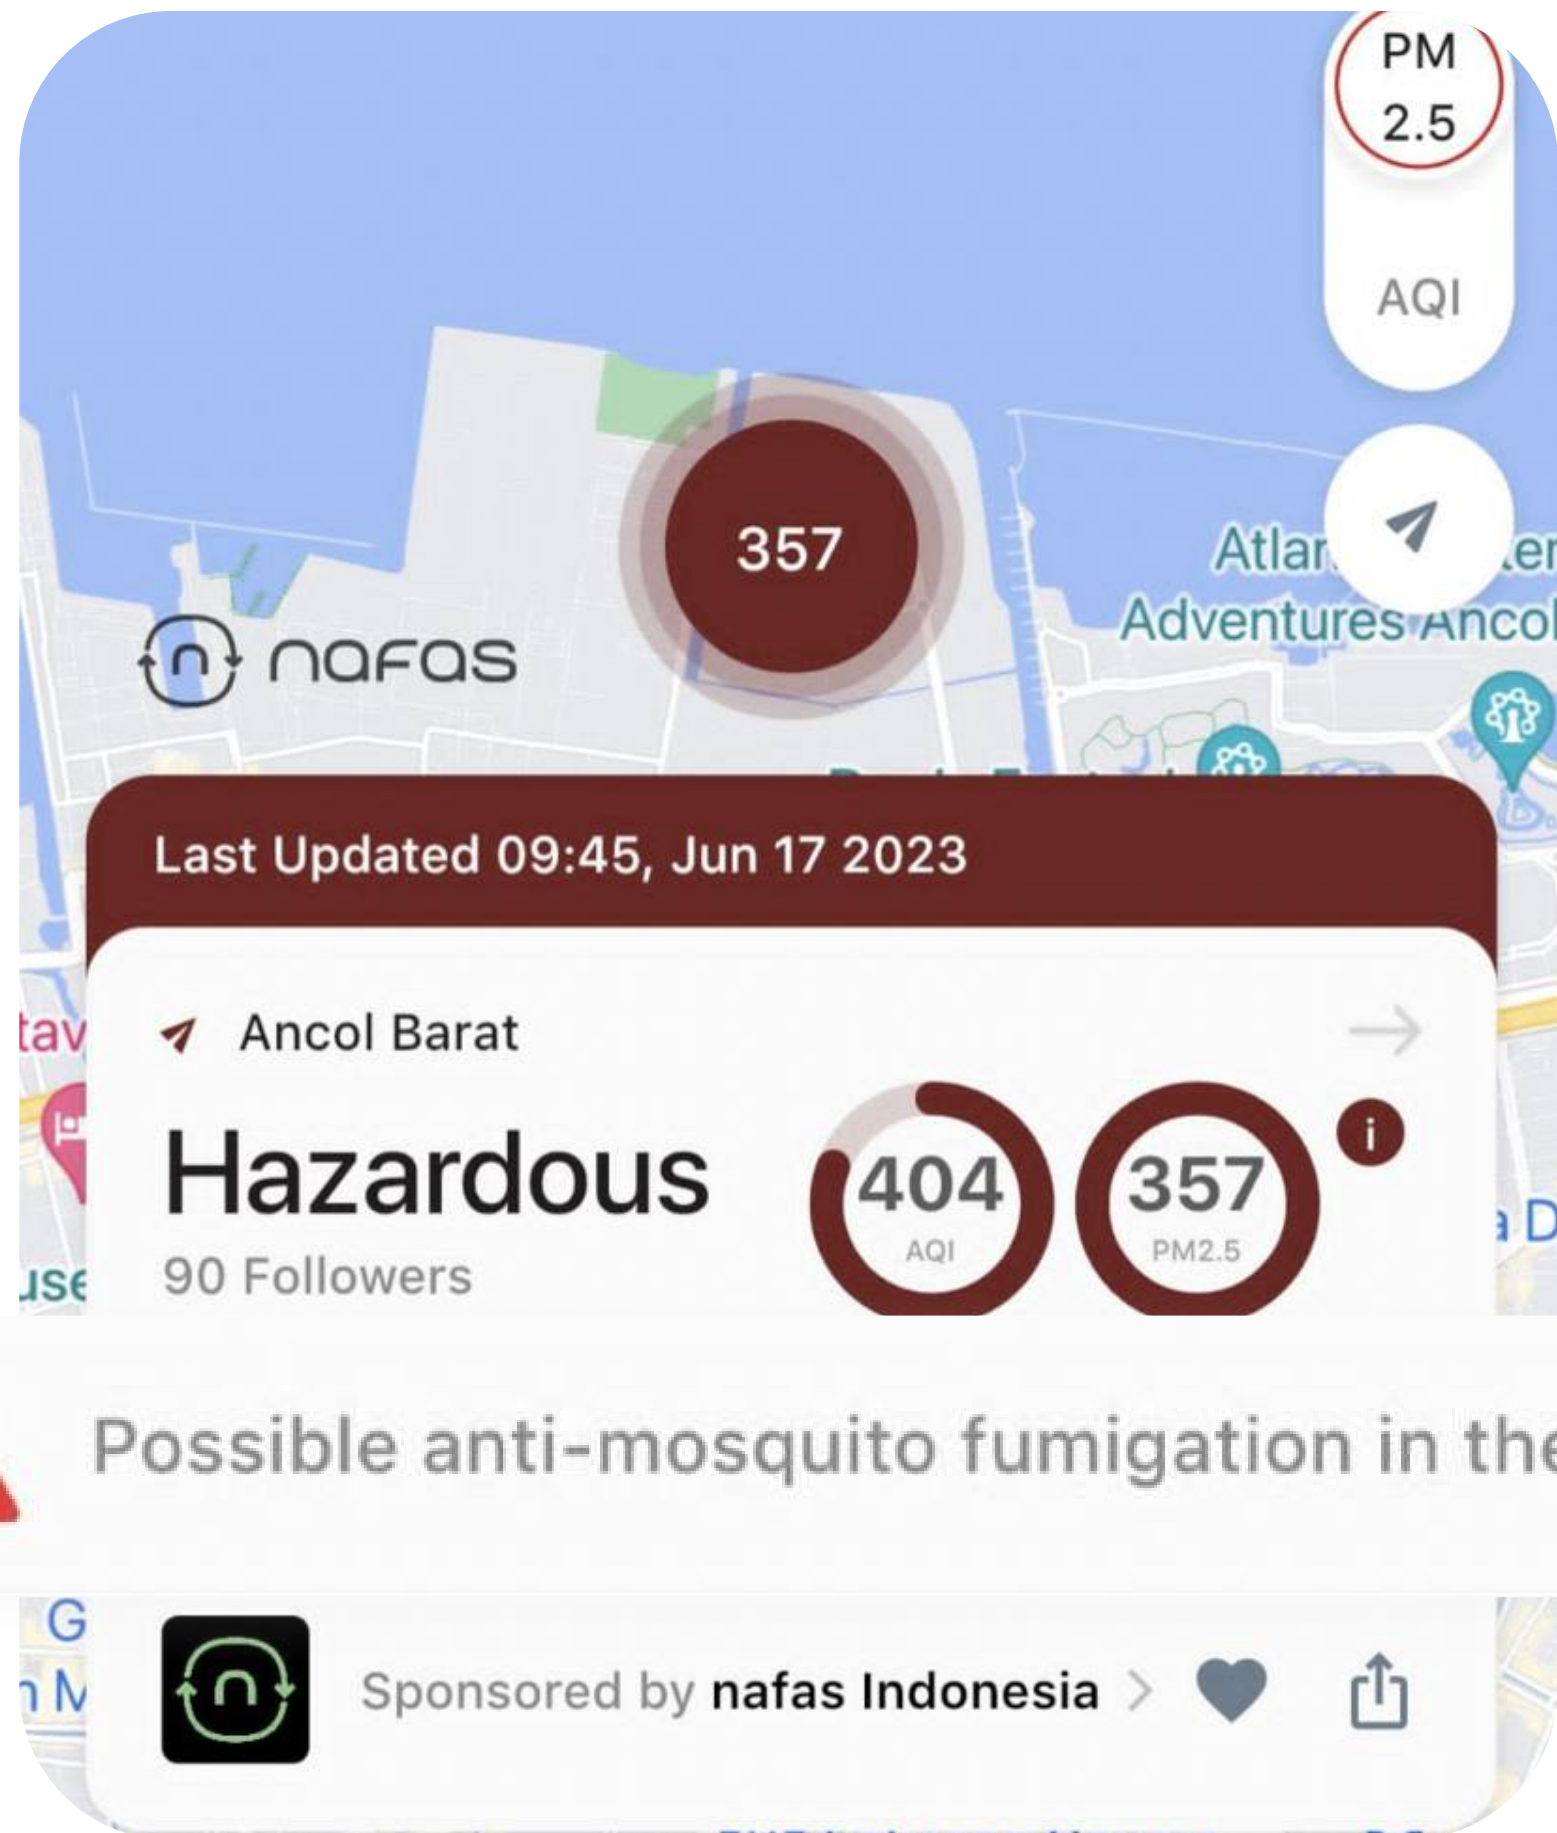 PM
2.5
AQI
357
Adventures Ancol
nafas
Last Updated 09:45, Jun 17 2023
Ancol Barat
Hazardous
404
AQI
357
PM2.5
i
90 Followers
Possible anti-mosquito fumigation in the
n
Sponsored by nafas Indonesia